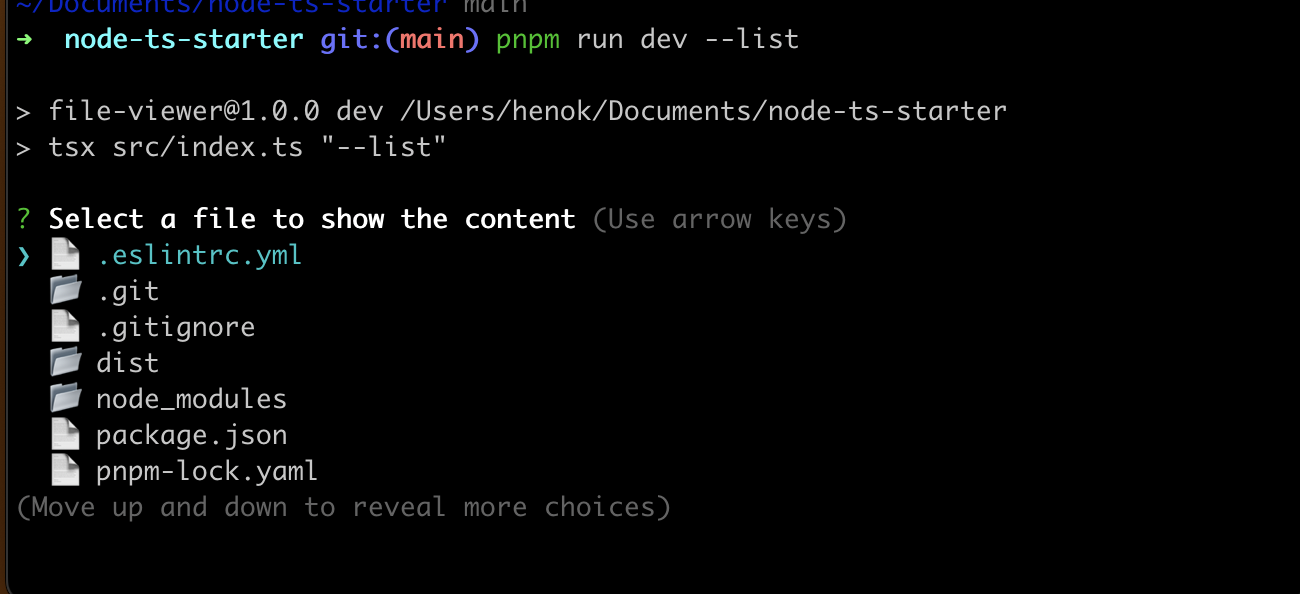 ~/Documents/node-ts-starter main
➜  node-ts-starter git:(main) pnpm run dev --list
> file-viewer@1.0.0 dev /Users/henok/Documents/node-ts-starter
> tsx src/index.ts "--list"
? Select a file to show the content (Use arrow keys)
❯ .eslintrc.yml
.git
.gitignore
dist
node_modules
package.json
pnpm-lock.yaml
(Move up and down to reveal more choices)